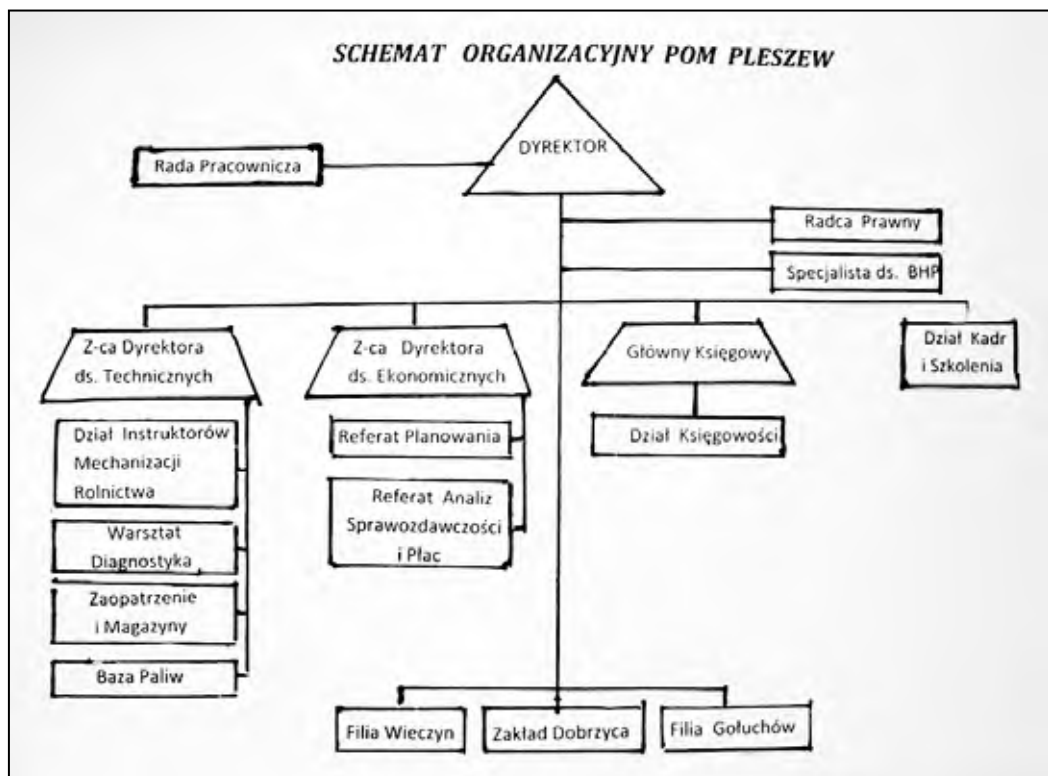 SCHEMAT ORGANIZACYJNY POM PLESZEW
DYREKTOR
Rada Pracownicza
Radca Prawny
Specjalista ds. BHP
Z-ca Dyrektora
ds. Technicznych
Z-ca Dyrektora
ds. Ekonomicznych
Główny Księgowy
Dział Kadr
i Szkolenia
Dział Instruktorów
Mechanizacji
Rolnictwa
Warsztat
Diagnostyka
Zaopatrzenie
i Magazyny
Baza Paliw
Referat Planowania
Referat Analiz
Sprawozdawczości
i Płac
Dział Księgowości
Filia Wieczyn
Zakład Dobrzyca
Filia Gołuchów